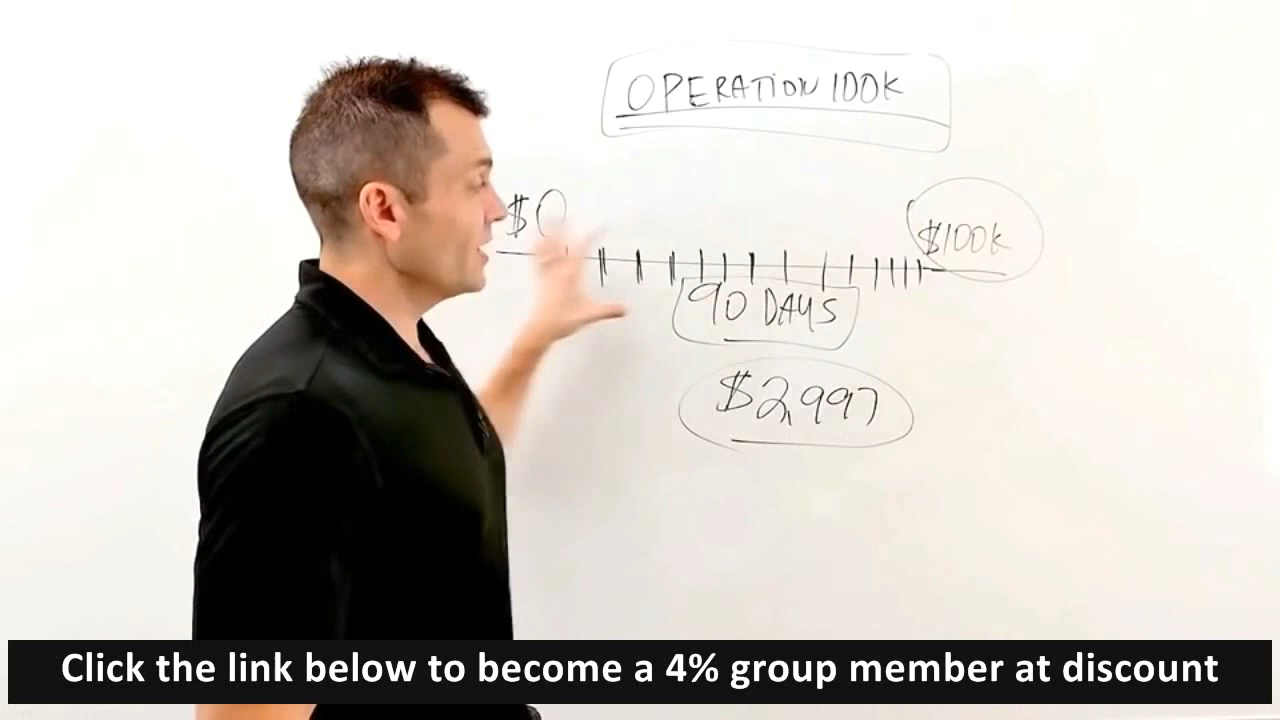 OPERATION 100K
$0
$100k
90 DAYS
$2,997
Click the link below to become a 4% group member at discount